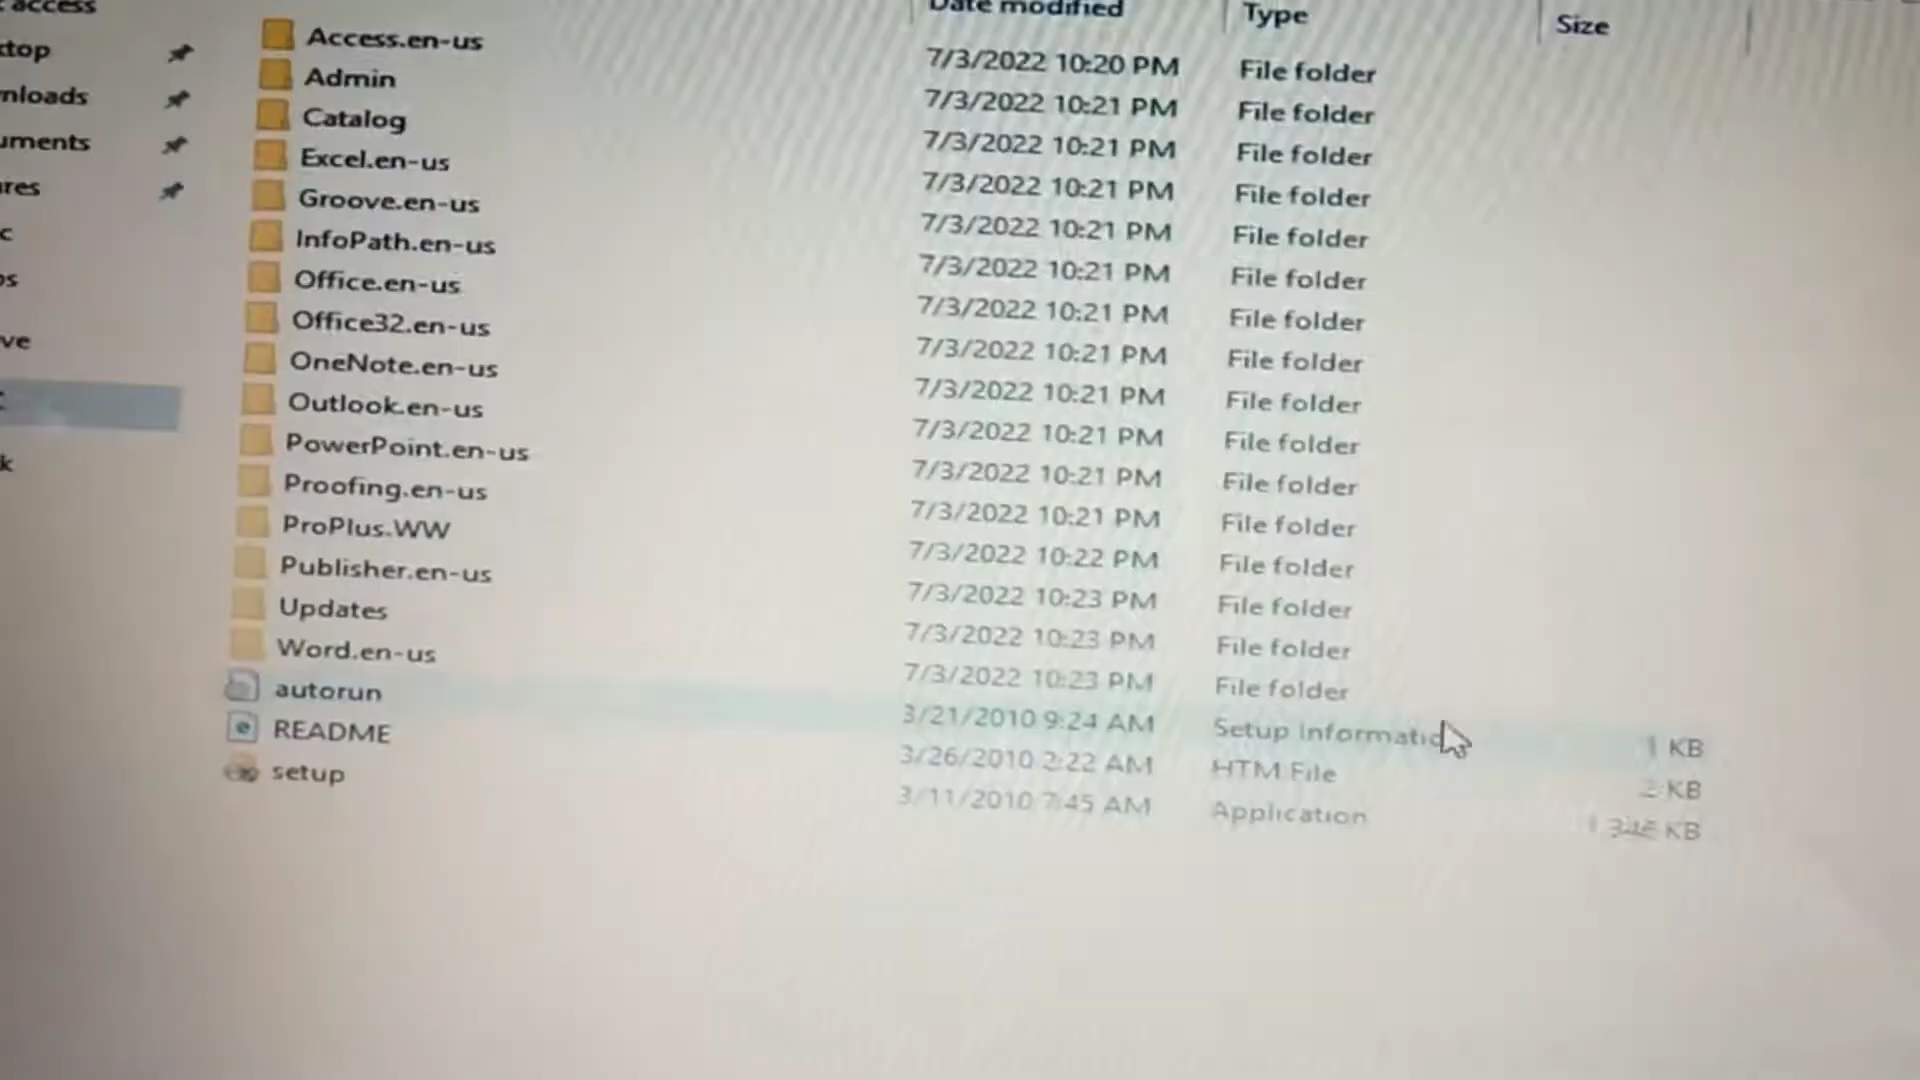 access
Date modified
Type
Size
Access.en-us 7/3/2022 10:20 PM File folder
Admin 7/3/2022 10:21 PM File folder
Catalog 7/3/2022 10:21 PM File folder
Excel.en-us 7/3/2022 10:21 PM File folder
Groove.en-us 7/3/2022 10:21 PM File folder
InfoPath.en-us 7/3/2022 10:21 PM File folder
Office.en-us 7/3/2022 10:21 PM File folder
Office32.en-us 7/3/2022 10:21 PM File folder
OneNote.en-us 7/3/2022 10:21 PM File folder
Outlook.en-us 7/3/2022 10:21 PM File folder
PowerPoint.en-us 7/3/2022 10:21 PM File folder
Proofing.en-us 7/3/2022 10:21 PM File folder
ProPlus.WW 7/3/2022 10:22 PM File folder
Publisher.en-us 7/3/2022 10:23 PM File folder
Updates 7/3/2022 10:23 PM File folder
Word.en-us 7/3/2022 10:23 PM File folder
autorun 3/21/2010 9:24 AM Setup Informatio 1 KB
README 3/26/2010 2:22 AM HTM File 2 KB
setup 3/11/2010 7:45 AM Application KB
ktop
nloads
uments
ures
c
os
ve
k